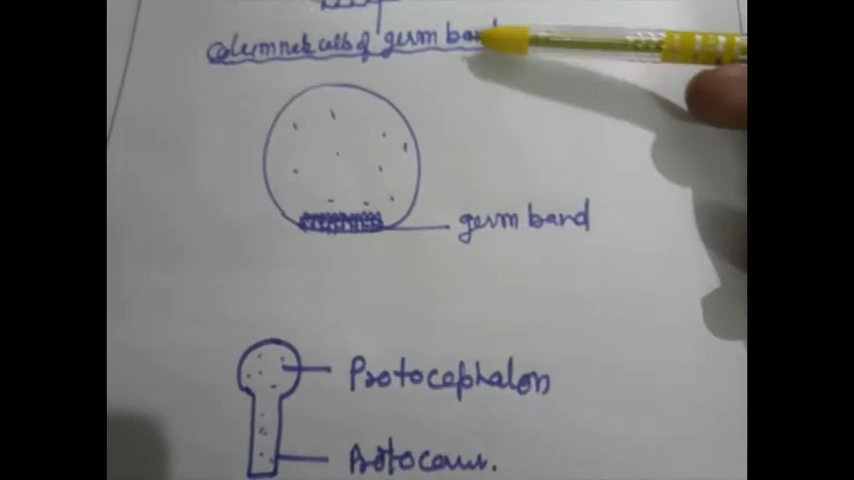 Columnar cells of germ band
germ band
Protocephalon
Protocorm.